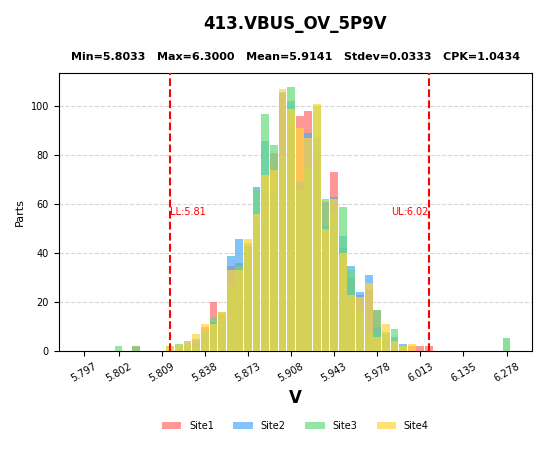 413.VBUS_OV_5P9V
Min=5.8033 Max=6.3000 Mean=5.9141 Stdev=0.0333 CPK=1.0434
100
80
60
40
20
0
Parts
LL:5.81
UL:6.02
5.797 5.802 5.809 5.838 5.873 5.908 5.943 5.978 6.013 6.135 6.278
V
Site1 Site2 Site3 Site4